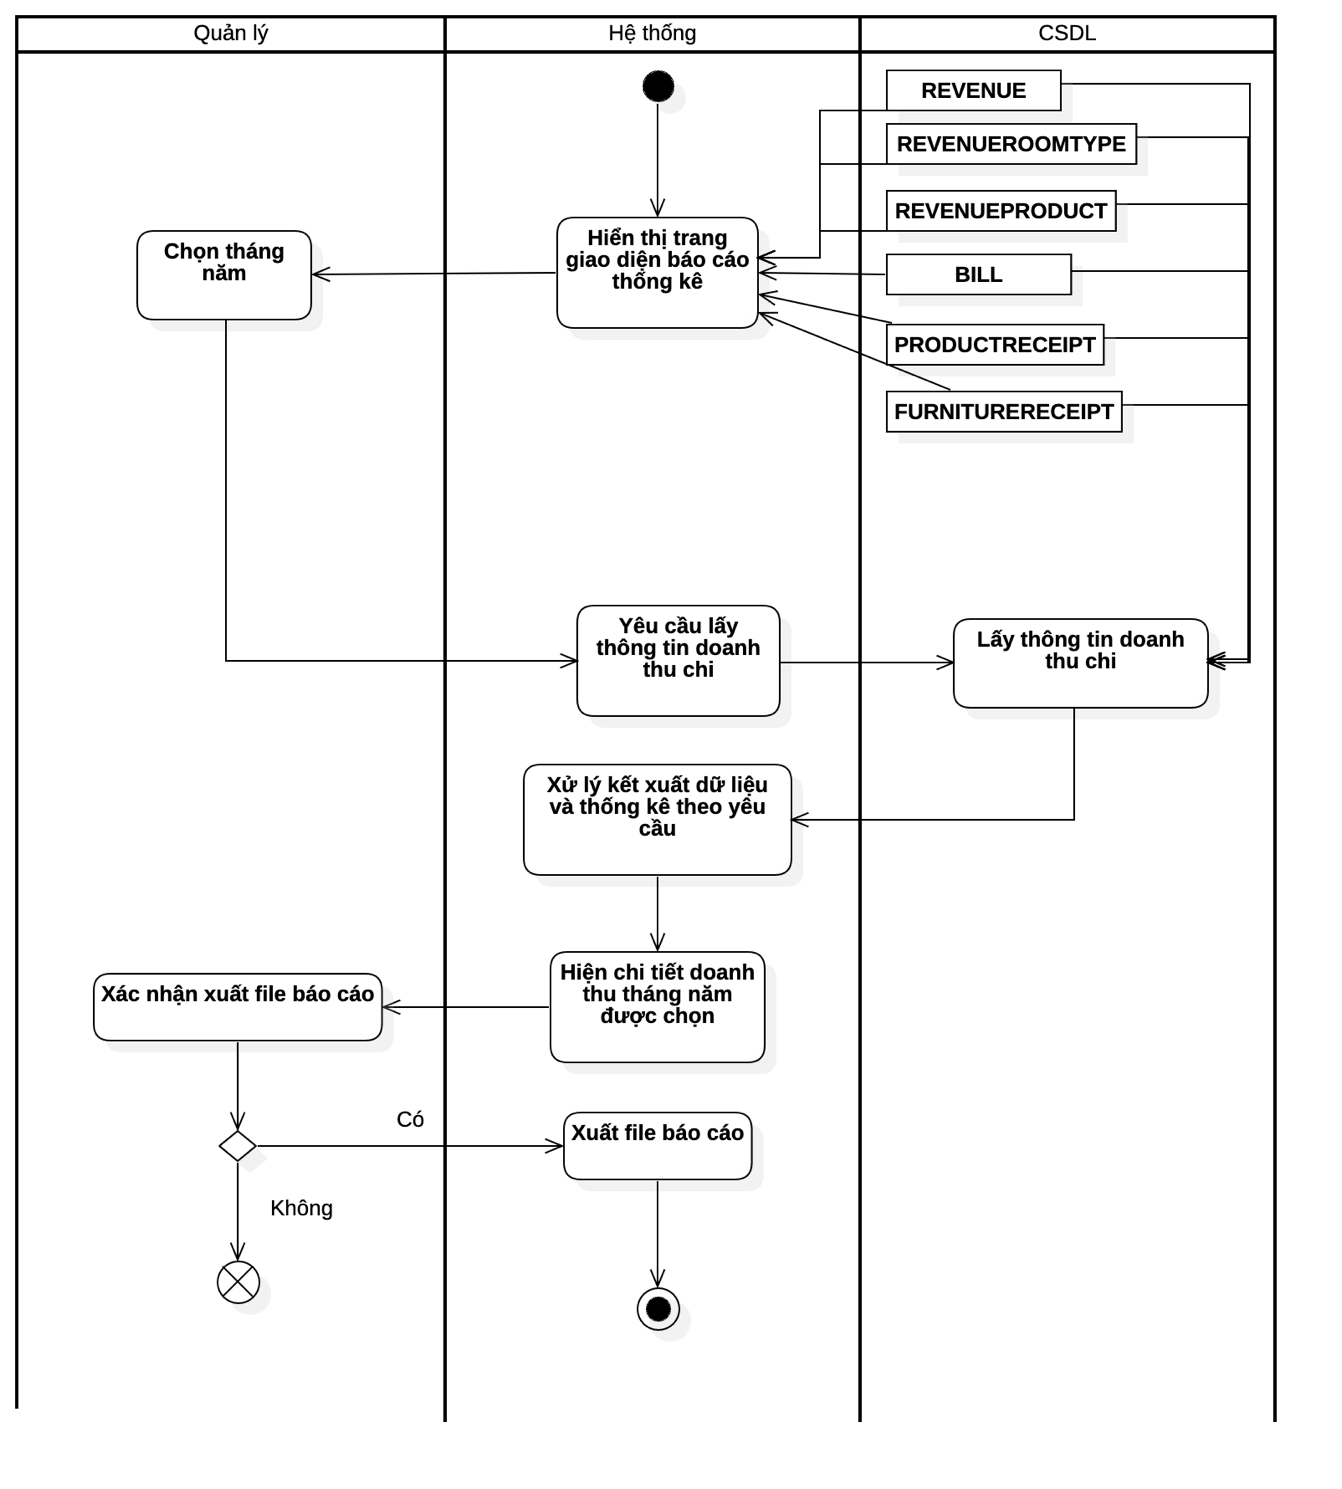 Quản lý
Hệ thống
CSDL
REVENUE
REVENUEROOMTYPE
REVENUEPRODUCT
BILL
PRODUCTRECEIPT
FURNITURERECEIPT
Hiển thị trang
giao diện báo cáo
thống kê
Chọn tháng
năm
Yêu cầu lấy
thông tin doanh
thu chi
Lấy thông tin doanh
thu chi
Xử lý kết xuất dữ liệu
và thống kê theo yêu
cầu
Hiện chi tiết doanh
thu tháng năm
được chọn
Xác nhận xuất file báo cáo
Có
Xuất file báo cáo
Không